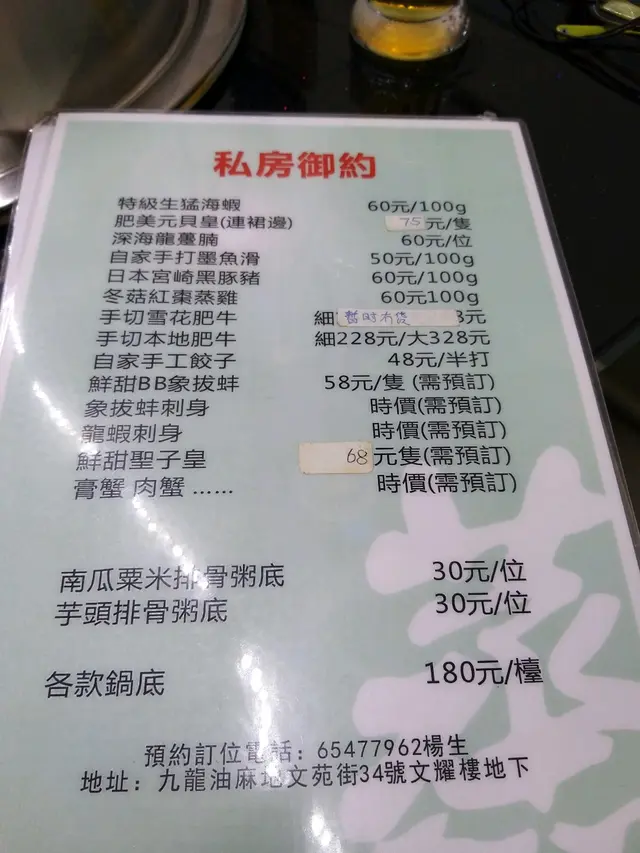 私房御約
特級生猛海蝦 60元/100g
肥美元貝皇(連裙邊) 75元/隻
深海龍躉腩 60元/位
自家手打墨魚滑 50元/100g
日本宮崎黑豚豬 60元/100g
冬菇紅棗蒸雞 60元100g
手切雪花肥牛 細 暫時冇貨 8元
手切本地肥牛 細228元/大328元
自家手工餃子 48元/半打
鮮甜BB象拔蚌 58元/隻 (需預訂)
象拔蚌刺身 時價(需預訂)
龍蝦刺身 時價(需預訂)
鮮甜聖子皇 68元隻(需預訂)
膏蟹 肉蟹 …… 時價(需預訂)
南瓜粟米排骨粥底 30元/位
芋頭排骨粥底 30元/位
各款鍋底 180元/檯
預約訂位電話：65477962楊生
地址：九龍油麻地文苑街34號文耀樓地下